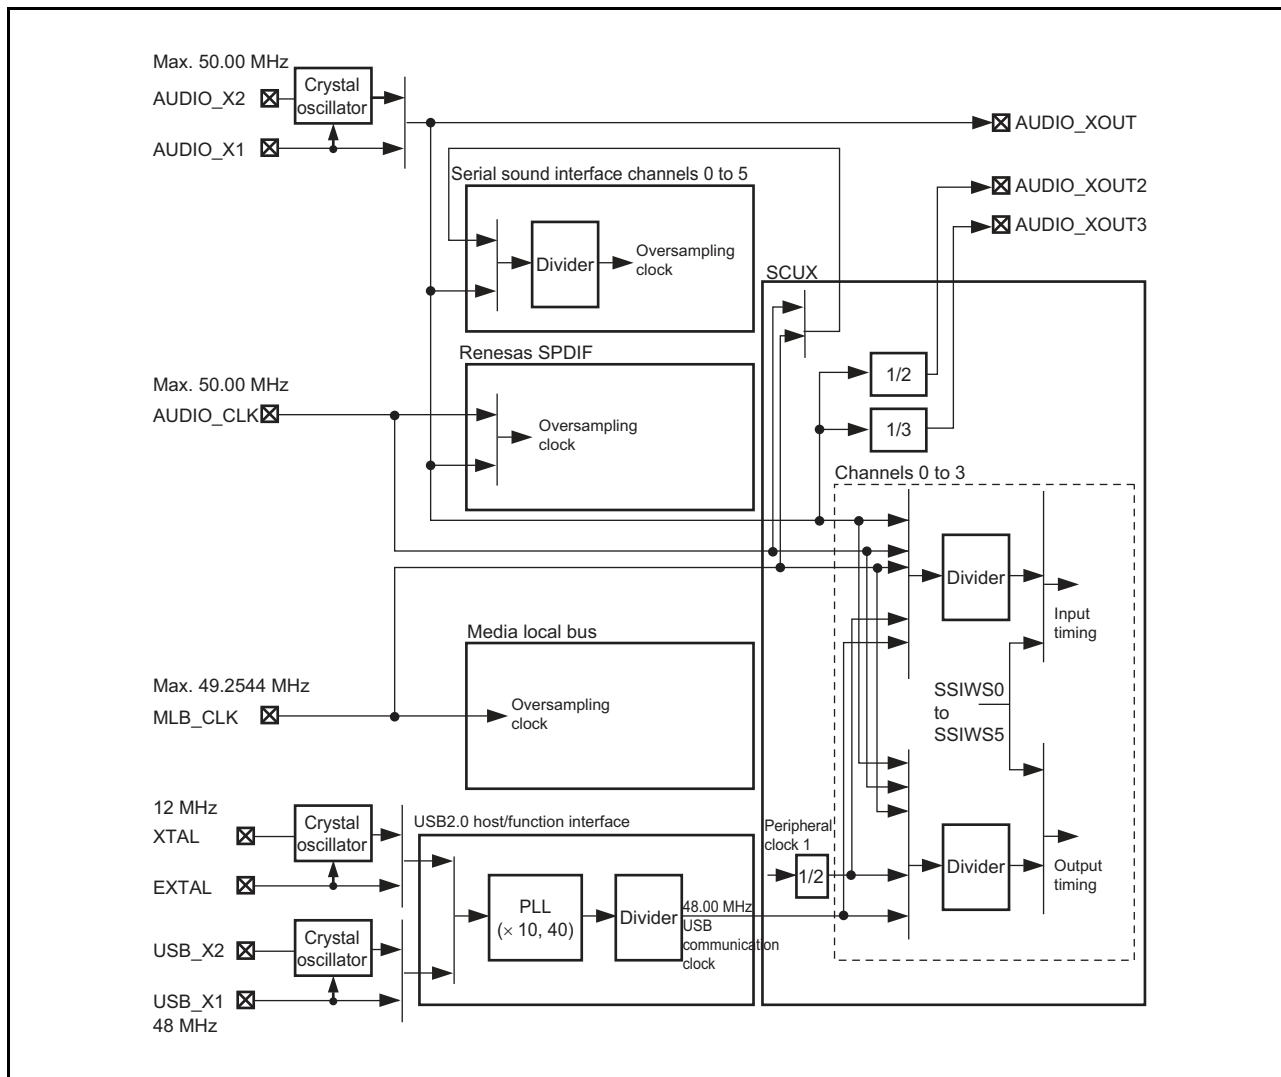 Max. 50.00 MHz
AUDIO_X2
Crystal
oscillator
AUDIO_X1
AUDIO_XOUT
AUDIO_XOUT2
AUDIO_XOUT3
Serial sound interface channels 0 to 5
Divider
Oversampling
clock
SCUX
Renesas SPDIF
Oversampling
clock
Max. 50.00 MHz
AUDIO_CLK
1/2
1/3
Channels 0 to 3
Divider
Input
timing
Media local bus
Oversampling
clock
Max. 49.2544 MHz
MLB_CLK
SSIWS0
to
SSIWS5
12 MHz
XTAL
Crystal
oscillator
EXTAL
USB_X2
Crystal
oscillator
USB_X1
48 MHz
USB2.0 host/function interface
PLL
(× 10, 40)
Divider
48.00 MHz
USB
communication
clock
Peripheral
clock 1
1/2
Divider
Output
timing